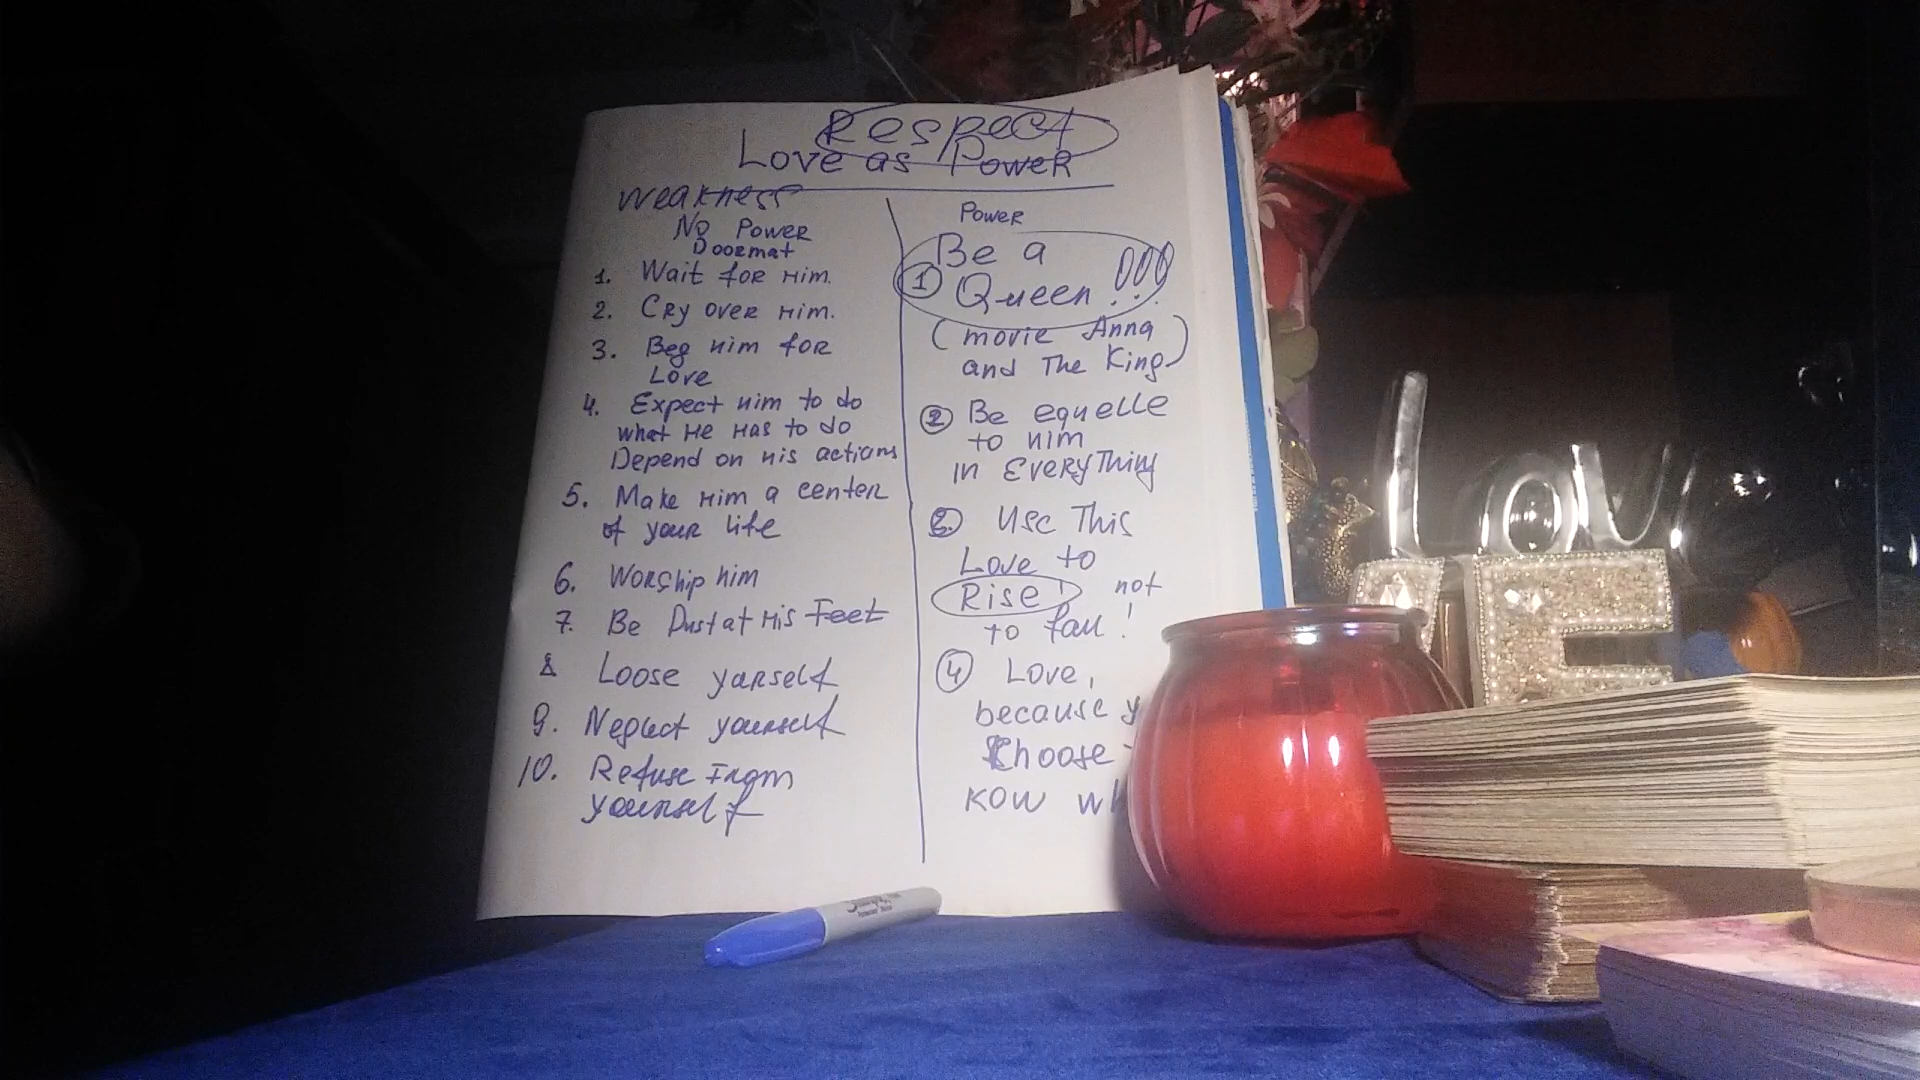 Respect
Love as Power
Weakness
No Power
Doormat
1. Wait for Him.
2. Cry over Him.
3. Beg him for
Love
4. Expect him to do
what He Has to do
Depend on his actions
5. Make Him a center
of your life
6. Worship him
7. Be Dust at His Feet
8 Loose yourself
9. Neglect yourself
10. Refuse From
yourself
Power
Be a
1 Queen!!!
(movie Anna
and The King)
2 Be equelle
to him
in EveryThing
3. Use This
Love to
Rise! not
to fall!
4 Love,
because
Choose
KOW
LOV
E